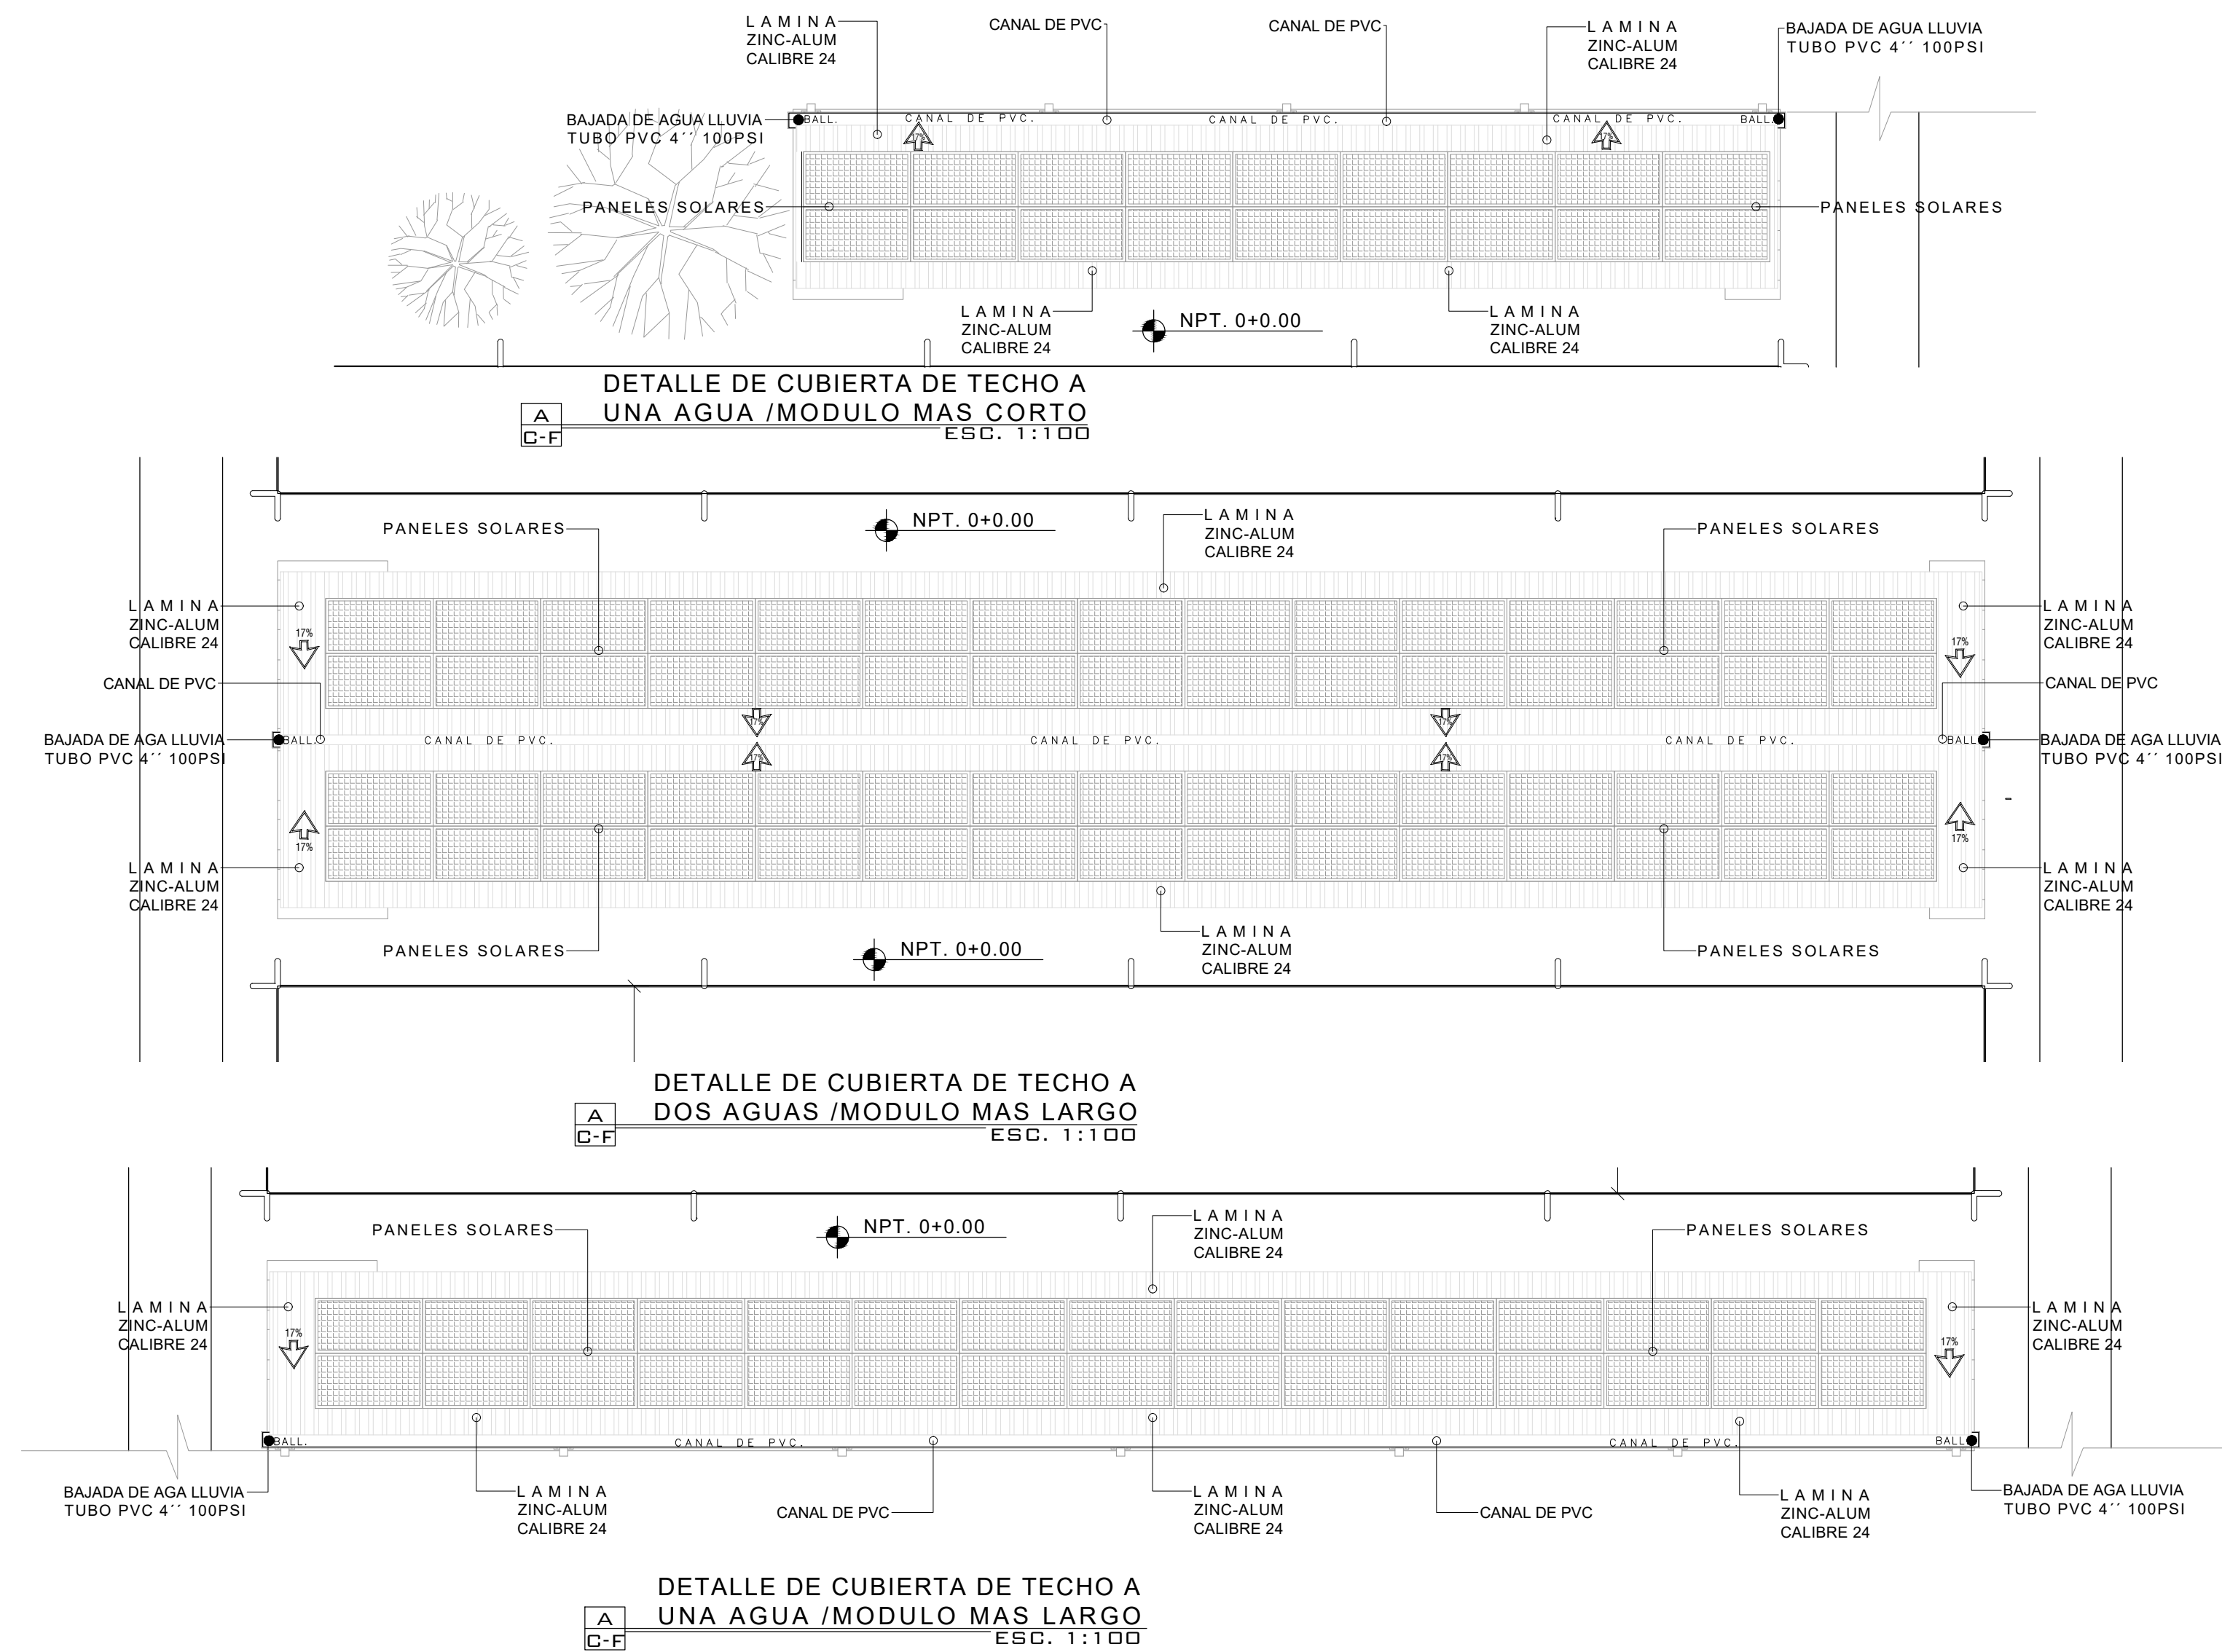 L A M I N A
ZINC-ALUM
CALIBRE 24
CANAL DE PVC
CANAL DE PVC
L A M I N A
ZINC-ALUM
CALIBRE 24
BAJADA DE AGUA LLUVIA
TUBO PVC 4´´ 100PSI
BAJADA DE AGUA LLUVIA
TUBO PVC 4´´ 100PSI
BALL.
CANAL DE PVC.
CANAL DE PVC.
CANAL DE PVC.
BALL.
17%
17%
PANELES SOLARES
PANELES SOLARES
L A M I N A
ZINC-ALUM
CALIBRE 24
NPT. 0+0.00
L A M I N A
ZINC-ALUM
CALIBRE 24
DETALLE DE CUBIERTA DE TECHO A
UNA AGUA /MODULO MAS CORTO
ESC. 1:100
A
C-F
PANELES SOLARES
NPT. 0+0.00
L A M I N A
ZINC-ALUM
CALIBRE 24
PANELES SOLARES
L A M I N A
ZINC-ALUM
CALIBRE 24
17%
L A M I N A
ZINC-ALUM
CALIBRE 24
17%
CANAL DE PVC
CANAL DE PVC
17%
17%
BAJADA DE AGA LLUVIA
TUBO PVC 4´´ 100PSI
BALL.
CANAL DE PVC.
CANAL DE PVC.
CANAL DE PVC.
BALL
BAJADA DE AGA LLUVIA
TUBO PVC 4´´ 100PSI
17%
17%
17%
17%
L A M I N A
ZINC-ALUM
CALIBRE 24
L A M I N A
ZINC-ALUM
CALIBRE 24
PANELES SOLARES
NPT. 0+0.00
L A M I N A
ZINC-ALUM
CALIBRE 24
PANELES SOLARES
DETALLE DE CUBIERTA DE TECHO A
DOS AGUAS /MODULO MAS LARGO
ESC. 1:100
A
C-F
PANELES SOLARES
NPT. 0+0.00
L A M I N A
ZINC-ALUM
CALIBRE 24
PANELES SOLARES
L A M I N A
ZINC-ALUM
CALIBRE 24
17%
L A M I N A
ZINC-ALUM
CALIBRE 24
17%
BALL.
CANAL DE PVC.
CANAL DE PVC.
BALL
BAJADA DE AGA LLUVIA
TUBO PVC 4´´ 100PSI
L A M I N A
ZINC-ALUM
CALIBRE 24
CANAL DE PVC
L A M I N A
ZINC-ALUM
CALIBRE 24
CANAL DE PVC
L A M I N A
ZINC-ALUM
CALIBRE 24
BAJADA DE AGA LLUVIA
TUBO PVC 4´´ 100PSI
DETALLE DE CUBIERTA DE TECHO A
UNA AGUA /MODULO MAS LARGO
ESC. 1:100
A
C-F